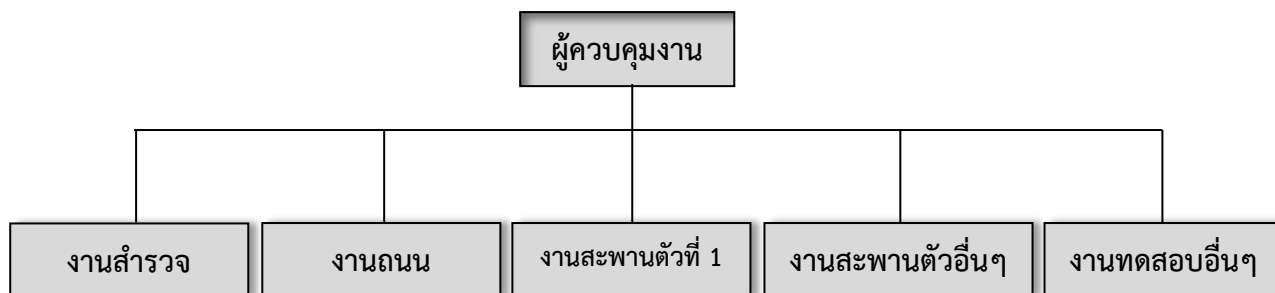 ผู้ควบคุมงาน
งานสำรวจ
งานถนน
งานสะพานตัวที่ 1
งานสะพานตัวอื่นๆ
งานทดสอบอื่นๆ